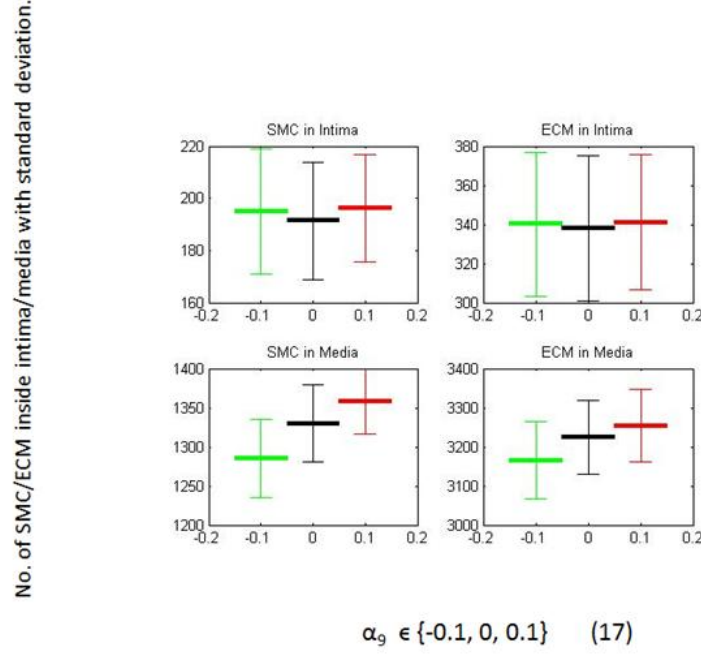 No. of SMC/ECM inside intima/media with standard deviation.
SMC in Intima
220
200
180
160
-0.2 -0.1 0 0.1 0.2
ECM in Intima
380
360
340
320
300
-0.2 -0.1 0 0.1 0.2
SMC in Media
1400
1350
1300
1250
1200
-0.2 -0.1 0 0.1 0.2
ECM in Media
3400
3300
3200
3100
3000
-0.2 -0.1 0 0.1 0.2
α₉ ϵ {-0.1, 0, 0.1} (17)